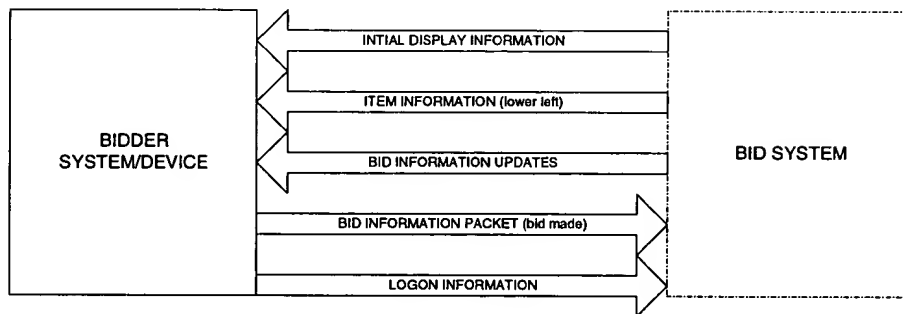 INTIAL DISPLAY INFORMATION
ITEM INFORMATION (lower left)
BIDDER
SYSTEM/DEVICE
BID INFORMATION UPDATES
BID SYSTEM
BID INFORMATION PACKET (bid made)
LOGON INFORMATION